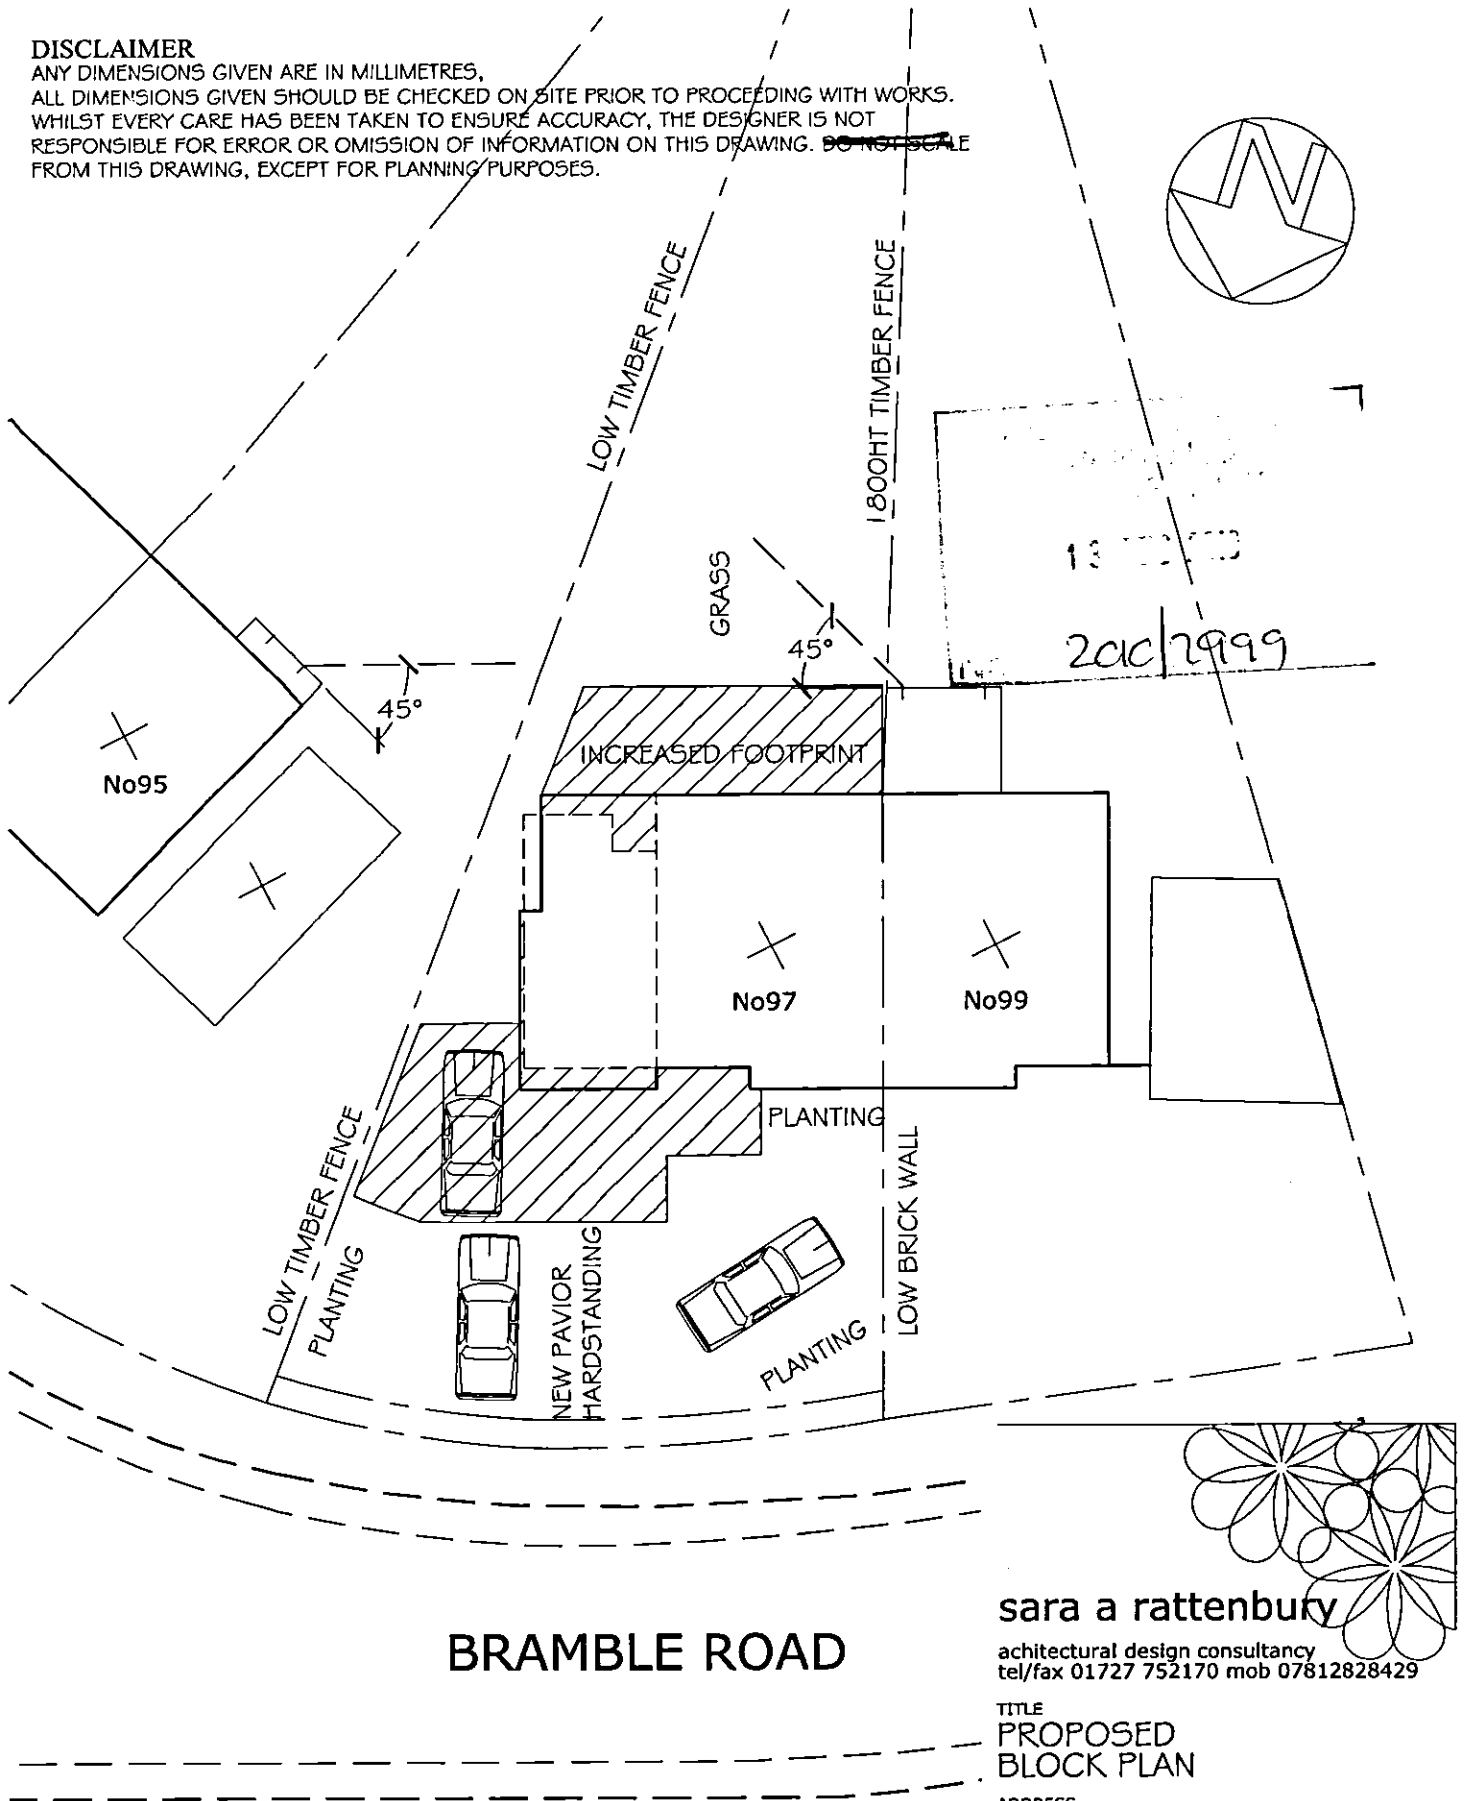 DISCLAIMER
ANY DIMENSIONS GIVEN ARE IN MILLIMETRES,
ALL DIMENSIONS GIVEN SHOULD BE CHECKED ON SITE PRIOR TO PROCEEDING WITH WORKS.
WHILST EVERY CARE HAS BEEN TAKEN TO ENSURE ACCURACY, THE DESIGNER IS NOT
RESPONSIBLE FOR ERROR OR OMISSION OF INFORMATION ON THIS DRAWING. DO NOT SCALE
FROM THIS DRAWING, EXCEPT FOR PLANNING PURPOSES.
N
LOW TIMBER FENCE
1800HT TIMBER FENCE
GRASS
13
2010/2999
45°
45°
INCREASED FOOTPRINT
No95
No97
No99
PLANTING
LOW TIMBER FENCE
PLANTING
NEW PAVIOR
HARDSTANDING
PLANTING
LOW BRICK WALL
BRAMBLE ROAD
sara a rattenbury
achitectural design consultancy
tel/fax 01727 752170 mob 07812828429
TITLE
PROPOSED
BLOCK PLAN
ADDRESS